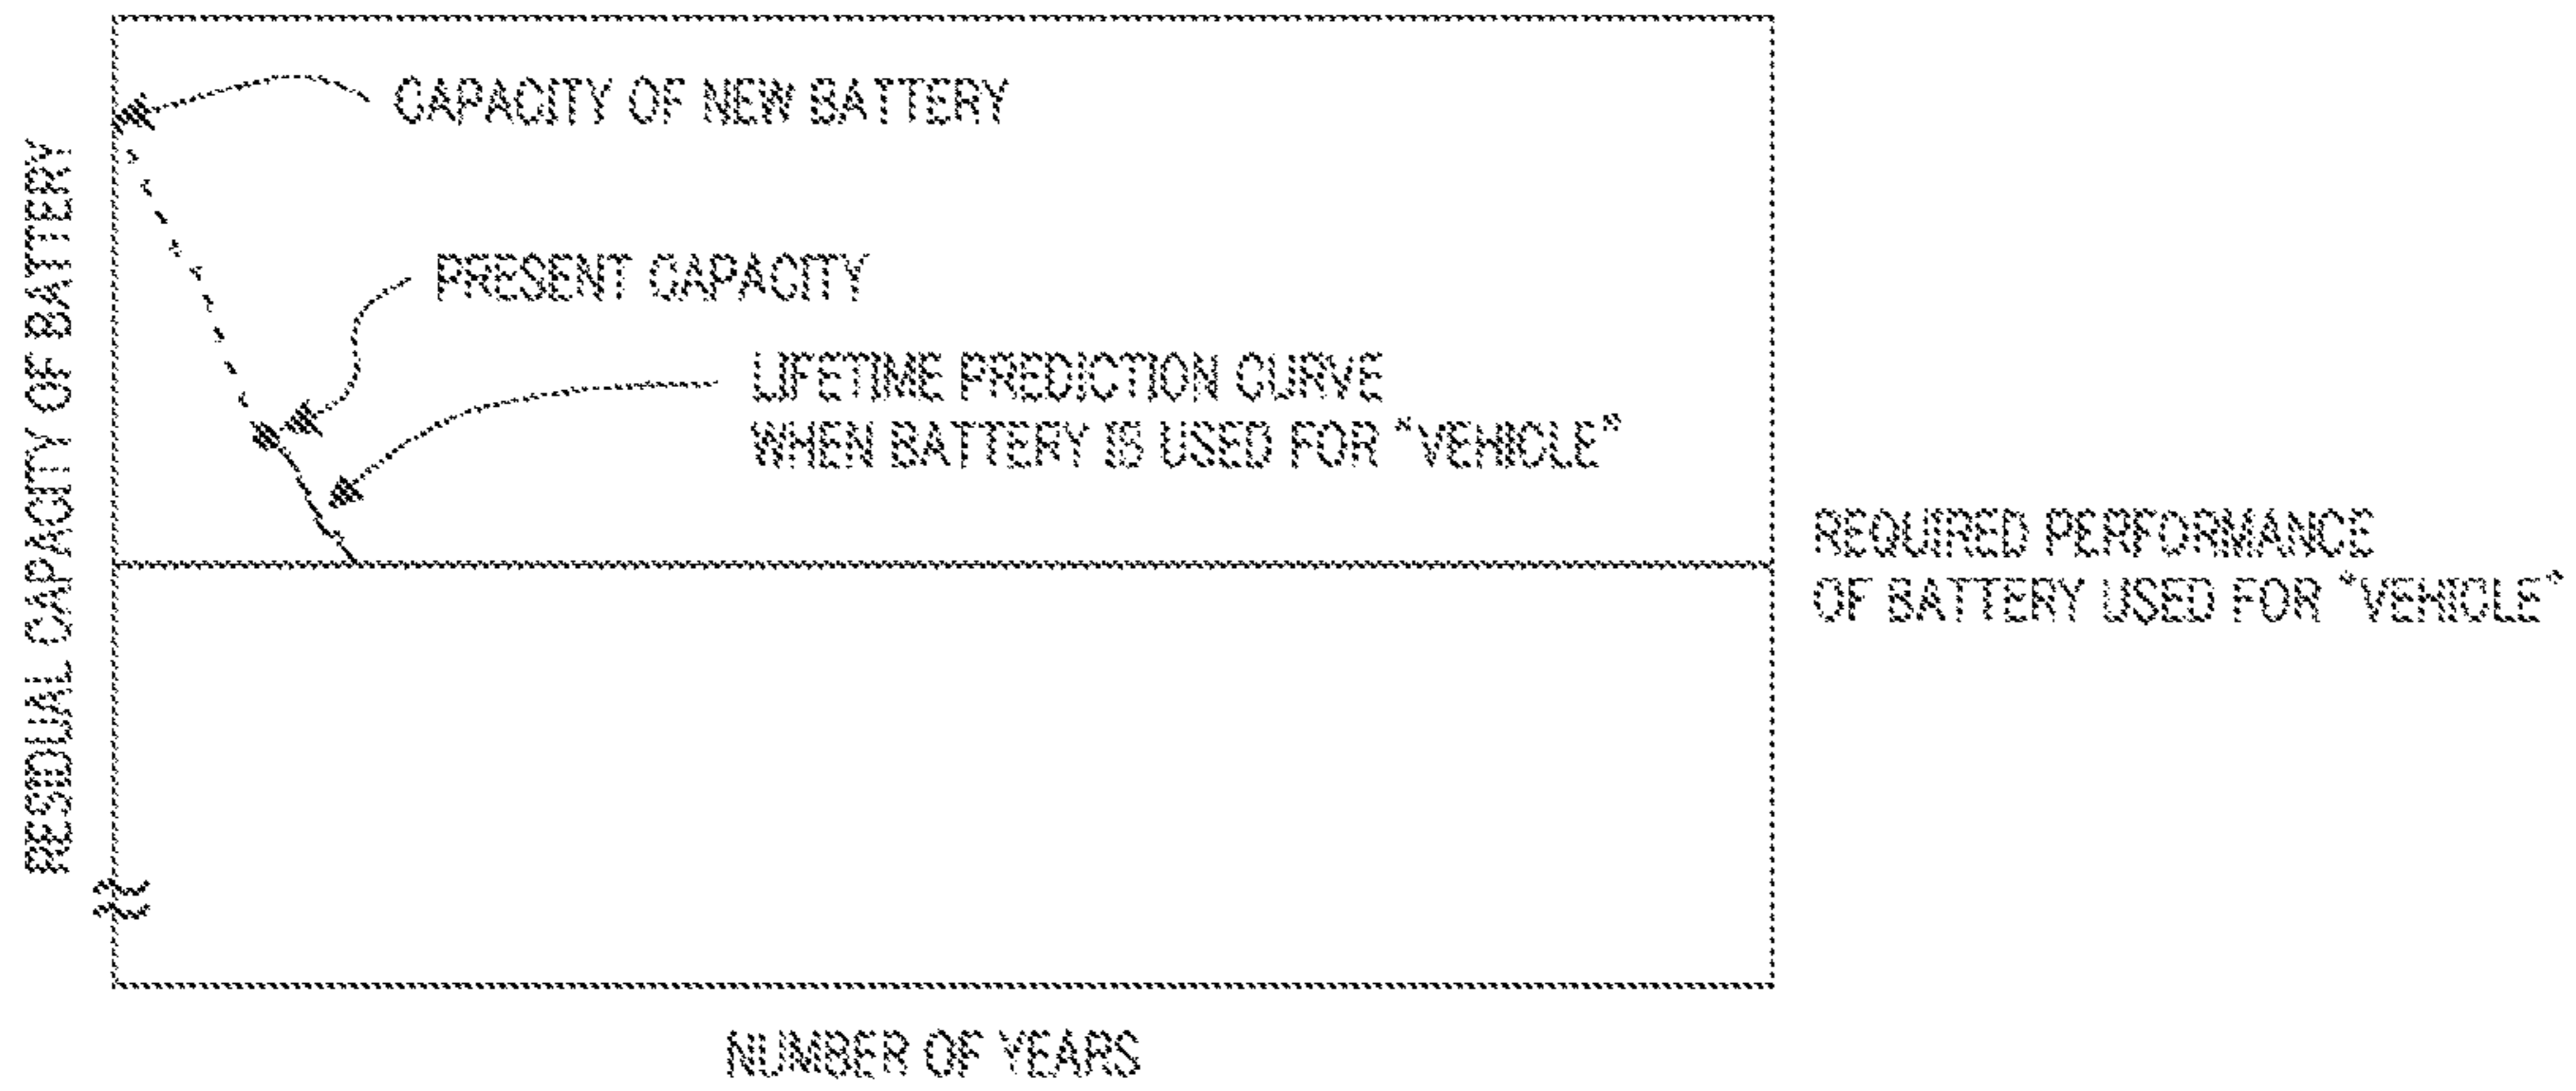 CAPACITY OF NEW BATTERY
RESIDUAL CAPACITY OF BATTERY
PRESENT CAPACITY
LIFETIME PREDICTION CURVE
WHEN BATTERY IS USED FOR "VEHICLE"
REQUIRED PERFORMANCE
OF BATTERY USED FOR "VEHICLE"
NUMBER OF YEARS